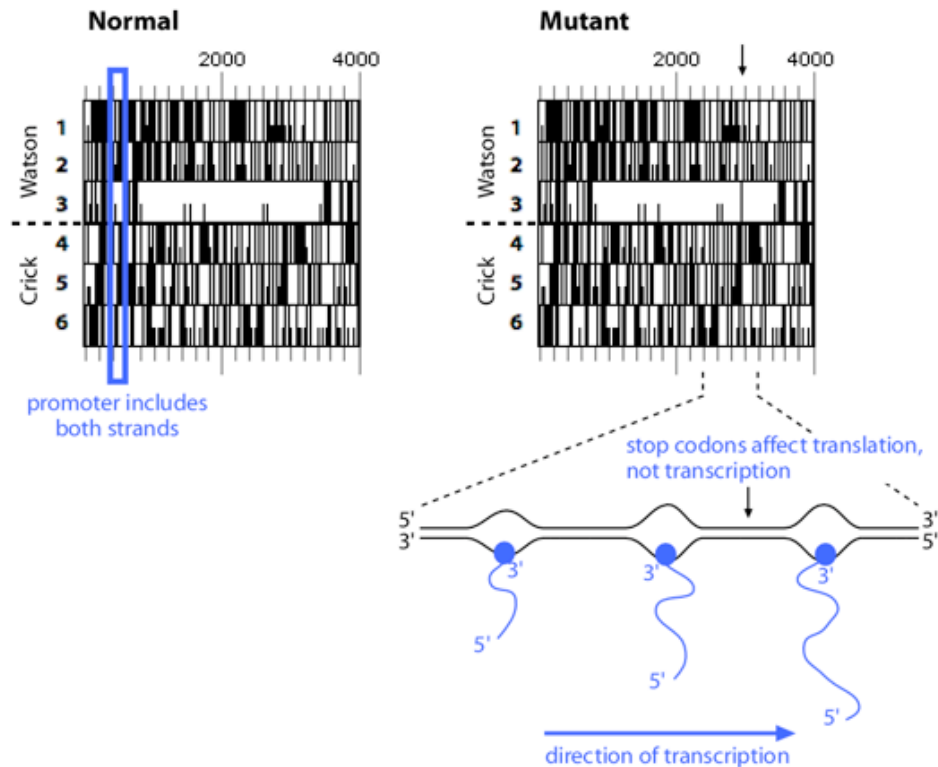 Normal
Mutant
2000
4000
2000
4000
Watson
1
2
3
Crick
4
5
6
Watson
1
2
3
Crick
4
5
6
promoter includes
both strands
stop codons affect translation,
not transcription
5'
3'
3'
5'
3'
3'
3'
5'
5'
5'
direction of transcription